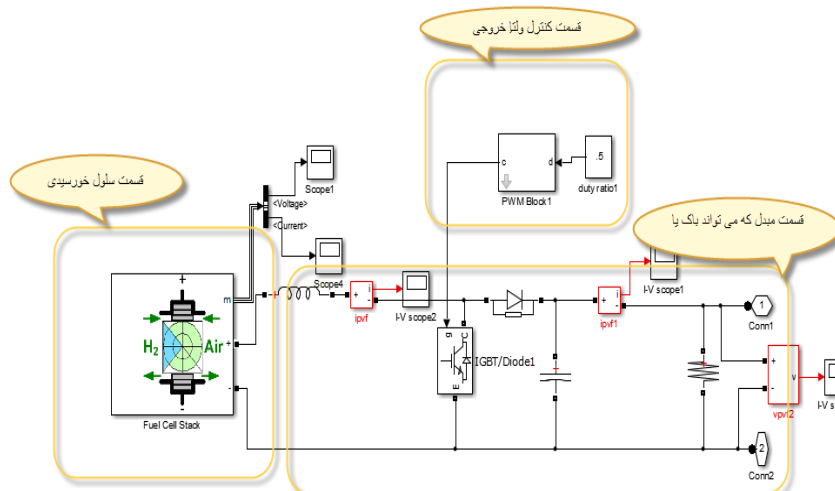 قسمت کنترل ولتا خروجی
قسمت سلول خورسیدی
قسمت مبدل که می تواند باک یا
Scope1
<Voltage>
<Current>
Scope4
c
d
PWM Block1
.5
duty ratio1
m
+
-
H2
Air
+
-
Fuel Cell Stack
+
+
-
i
ipvf
I-V scope2
g
C
E
IGBT/Diode1
+
-
i
ipvf1
I-V scope1
1
Conn1
+
-
v
vpvf2
I-V s
2
Conn2